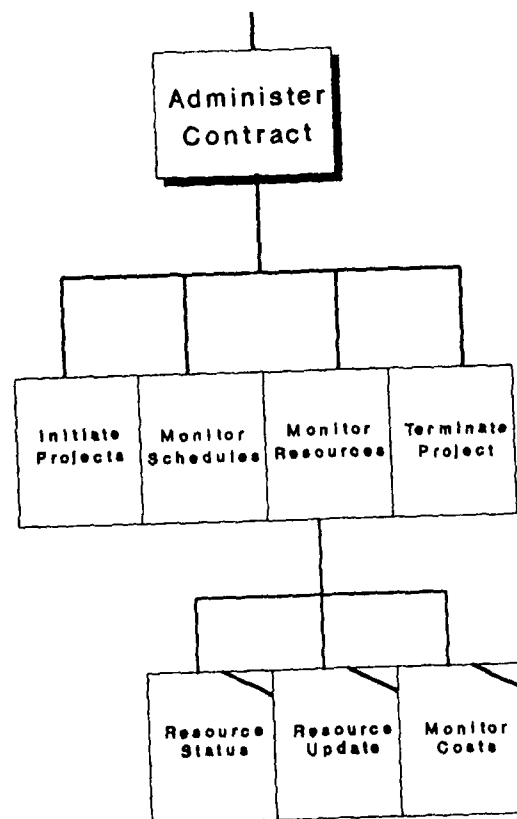 Administer
Contract
Initiate
Projects
Monitor
Schedules
Monitor
Resources
Terminate
Project
Resource
Status
Resource
Update
Monitor
Costs